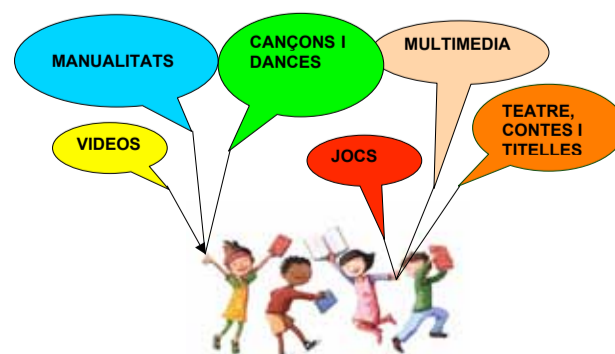 MANUALITATS
CANÇONS I
DANCES
MULTIMEDIA
TEATRE,
CONTES I
TITELLES
VIDEOS
JOCS